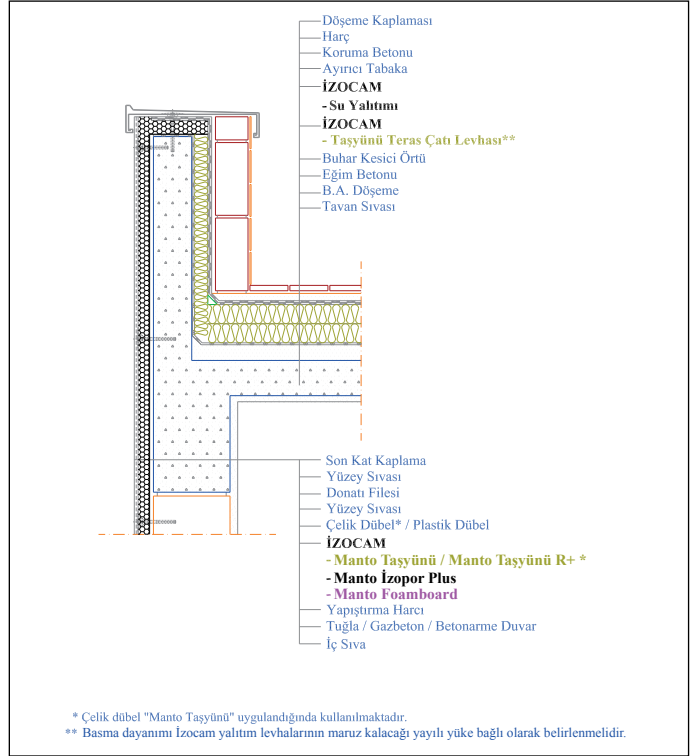 Döşeme Kaplaması
Harç
Koruma Betonu
Ayırıcı Tabaka
İZOCAM
- Su Yalıtımı
İZOCAM
- Taşyünü Teras Çatı Levhası**
Buhar Kesici Örtü
Eğim Betonu
B.A. Döşeme
Tavan Sıvası
Son Kat Kaplama
Yüzey Sıvası
Donatı Filesi
Yüzey Sıvası
Çelik Dübel* / Plastik Dübel
İZOCAM
- Manto Taşyünü / Manto Taşyünü R+ *
- Manto İzopor Plus
- Manto Foamboard
Yapıştırma Harcı
Tuğla / Gazbeton / Betonarme Duvar
İç Sıva
* Çelik dübel "Manto Taşyünü" uygulandığında kullanılmaktadır.
** Basma dayanımı İzocam yalıtım levhalarının maruz kalacağı yayılı yüke bağlı olarak belirlenmelidir.